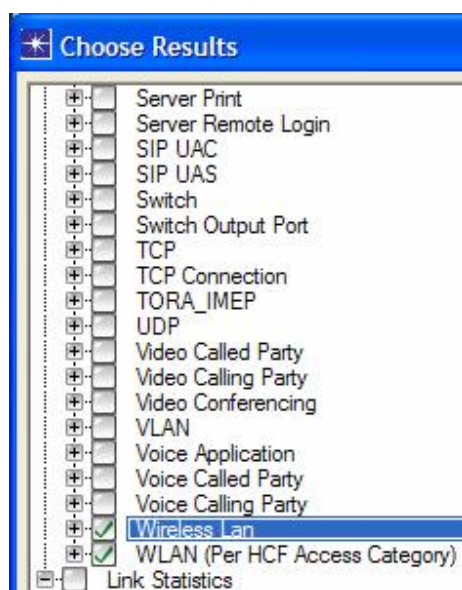 Choose Results
Server Print
Server Remote Login
SIP UAC
SIP UAS
Switch
Switch Output Port
TCP
TCP Connection
TORA_IMEP
UDP
Video Called Party
Video Calling Party
Video Conferencing
VLAN
Voice Application
Voice Called Party
Voice Calling Party
Wireless Lan
WLAN (Per HCF Access Category)
Link Statistics